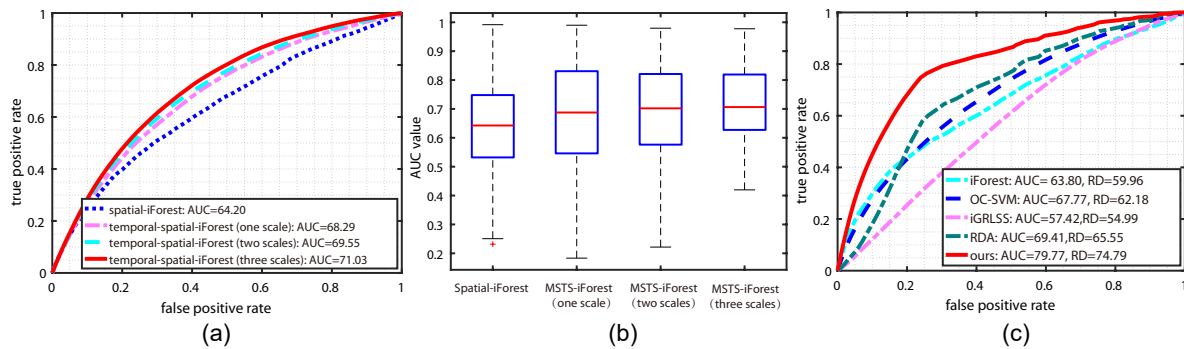 true positive rate
1
0.8
0.6
0.4
0.2
0
0
0.2
0.4
0.6
0.8
1
spatial-iForest: AUC=64.20
temporal-spatial-iForest (one scale): AUC=68.29
temporal-spatial-iForest (two scales): AUC=69.55
temporal-spatial-iForest (three scales): AUC=71.03
false positive rate
(a)
AUC value
1
0.9
0.8
0.7
0.6
0.5
0.4
0.3
0.2
Spatial-iForest
MSTS-iForest
(one scale)
MSTS-iForest
(two scales)
MSTS-iForest
(three scales)
(b)
true positive rate
1
0.8
0.6
0.4
0.2
0
0
0.2
0.4
0.6
0.8
1
iForest: AUC= 63.80, RD=59.96
OC-SVM: AUC=67.77, RD=62.18
iGRLSS: AUC=57.42,RD=54.99
RDA: AUC=69.41,RD=65.55
ours: AUC=79.77, RD=74.79
false positive rate
(c)